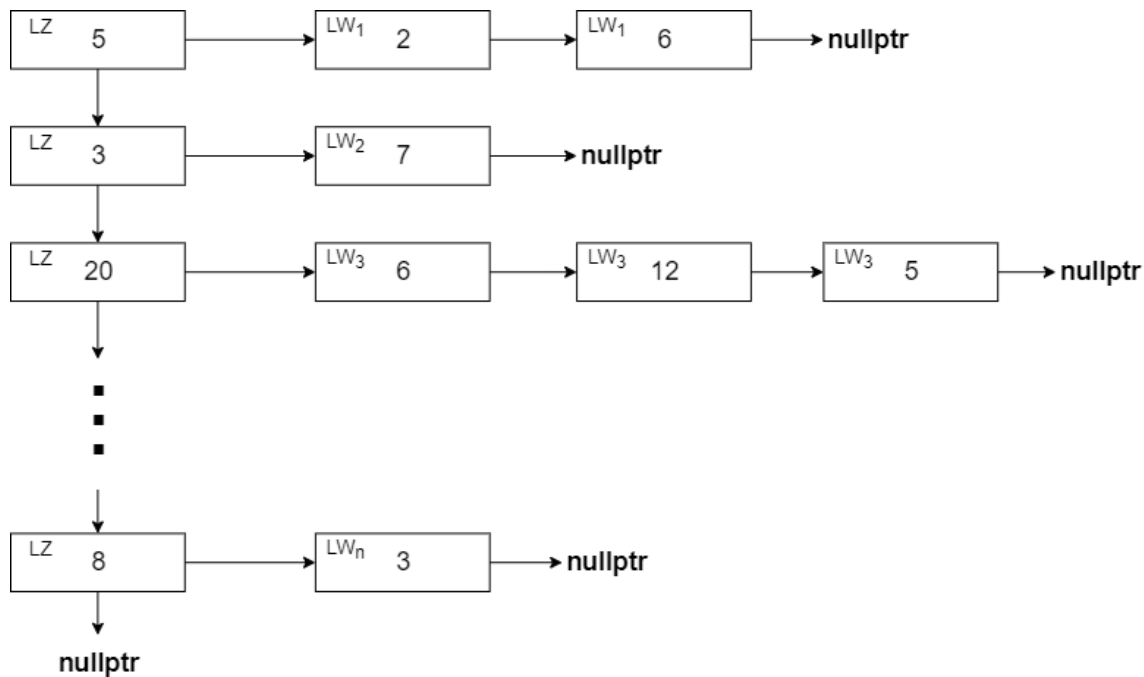 LZ 5 LW₁ 2 LW₁ 6 nullptr
LZ 3 LW₂ 7 nullptr
LZ 20 LW₃ 6 LW₃ 12 LW₃ 5 nullptr
LZ 8 LWₙ 3 nullptr
nullptr